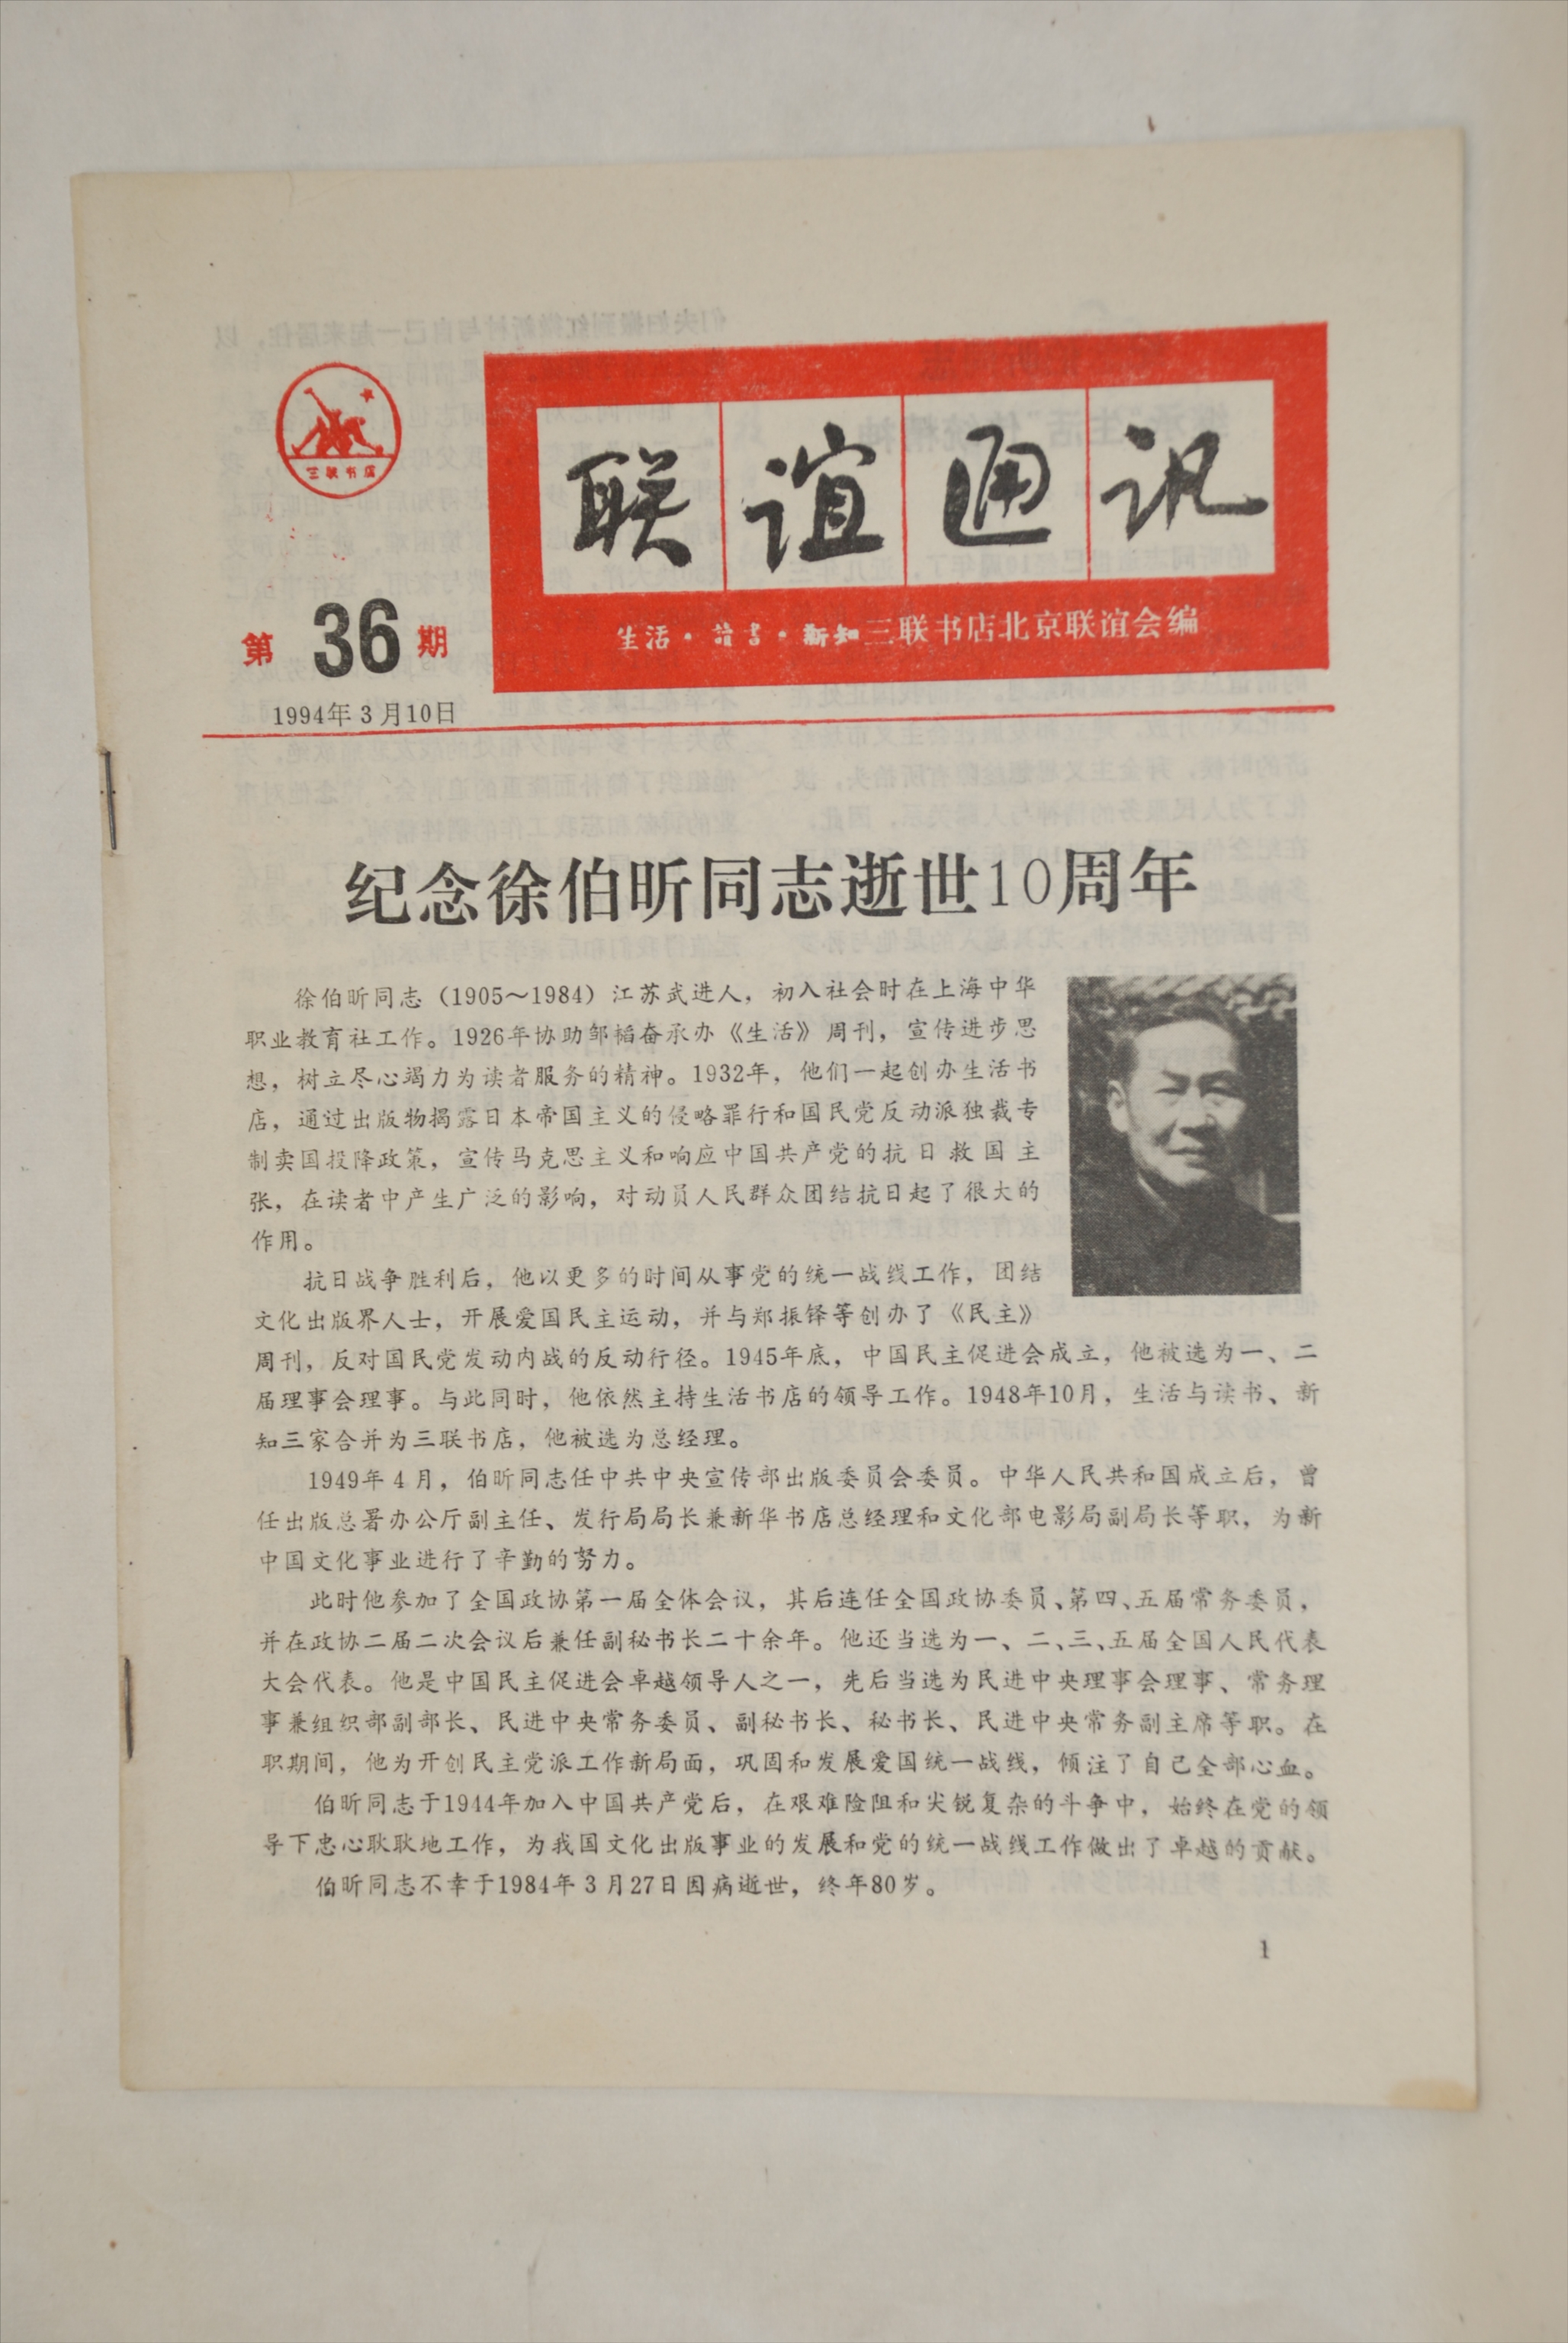 三联书店
联谊通讯
生活·读书·新知三联书店北京联谊会编
第36期
1994年3月10日
纪念徐伯昕同志逝世10周年
徐伯昕同志（1905～1984）江苏武进人，初入社会时在上海中华
职业教育社工作。1926年协助邹韬奋承办《生活》周刊，宣传进步思
想，树立尽心竭力为读者服务的精神。1932年，他们一起创办生活书
店，通过出版物揭露日本帝国主义的侵略罪行和国民党反动派独裁专
制卖国投降政策，宣传马克思主义和响应中国共产党的抗日救国主
张，在读者中产生广泛的影响，对动员人民群众团结抗日起了很大的
作用。
抗日战争胜利后，他以更多的时间从事党的统一战线工作，团结
文化出版界人士，开展爱国民主运动，并与郑振铎等创办了《民主》
周刊，反对国民党发动内战的反动行径。1945年底，中国民主促进会成立，他被选为一、二
届理事会理事。与此同时，他依然主持生活书店的领导工作。1948年10月，生活与读书、新
知三家合并为三联书店，他被选为总经理。
1949年4月，伯昕同志任中共中央宣传部出版委员会委员。中华人民共和国成立后，曾
任出版总署办公厅副主任、发行局局长兼新华书店总经理和文化部电影局副局长等职，为新
中国文化事业进行了辛勤的努力。
此时他参加了全国政协第一届全体会议，其后连任全国政协委员、第四、五届常务委员，
并在政协二届二次会议后兼任副秘书长二十余年。他还当选为一、二、三、五届全国人民代表
大会代表。他是中国民主促进会卓越领导人之一，先后当选为民进中央理事会理事、常务理
事兼组织部副部长、民进中央常务委员、副秘书长、秘书长、民进中央常务副主席等职。在
职期间，他为开创民主党派工作新局面，巩固和发展爱国统一战线，倾注了自己全部心血。
伯昕同志于1944年加入中国共产党后，在艰难险阻和尖锐复杂的斗争中，始终在党的领
导下忠心耿耿地工作，为我国文化出版事业的发展和党的统一战线工作做出了卓越的贡献。
伯昕同志不幸于1984年3月27日因病逝世，终年80岁。
1